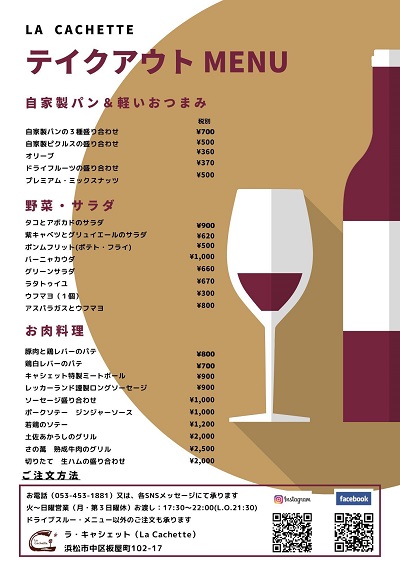 LA CACHETTE
テイクアウト MENU
自家製パン＆軽いおつまみ
税別
自家製パンの３種盛り合わせ ¥700
自家製ピクルスの盛り合わせ ¥500
オリーブ ¥360
ドライフルーツの盛り合わせ ¥370
プレミアム・ミックスナッツ ¥500
野菜・サラダ
タコとアボカドのサラダ ¥900
紫キャベツとグリュイエールのサラダ ¥620
ポンムフリット(ポテト・フライ) ¥500
バーニャカウダ ¥1,000
グリーンサラダ ¥660
ラタトゥイユ ¥670
ウフマヨ（１個） ¥300
アスパラガスとウフマヨ ¥800
お肉料理
豚肉と鶏レバーのパテ ¥800
鶏白レバーのパテ ¥700
キャシェット特製ミートボール ¥900
レッカーランド謹製ロングソーセージ ¥900
ソーセージ盛り合わせ ¥1,000
ポークソテー　ジンジャーソース ¥1,000
若鶏のソテー ¥1,200
土佐あかうしのグリル ¥2,000
さの萬　熟成牛肉のグリル ¥2,500
切りたて　生ハムの盛り合わせ ¥2,000
ご注文方法
お電話（053-453-1881）又は、各SNSメッセージにて承ります
火～日曜営業（月・第３日曜休）お渡し：17:30～22:00(L.O.21:30)
ドライブスルー・メニュー以外のご注文も承ります
ラ・キャシェット（La Cachette）
浜松市中区板屋町102-17
Instagram
facebook